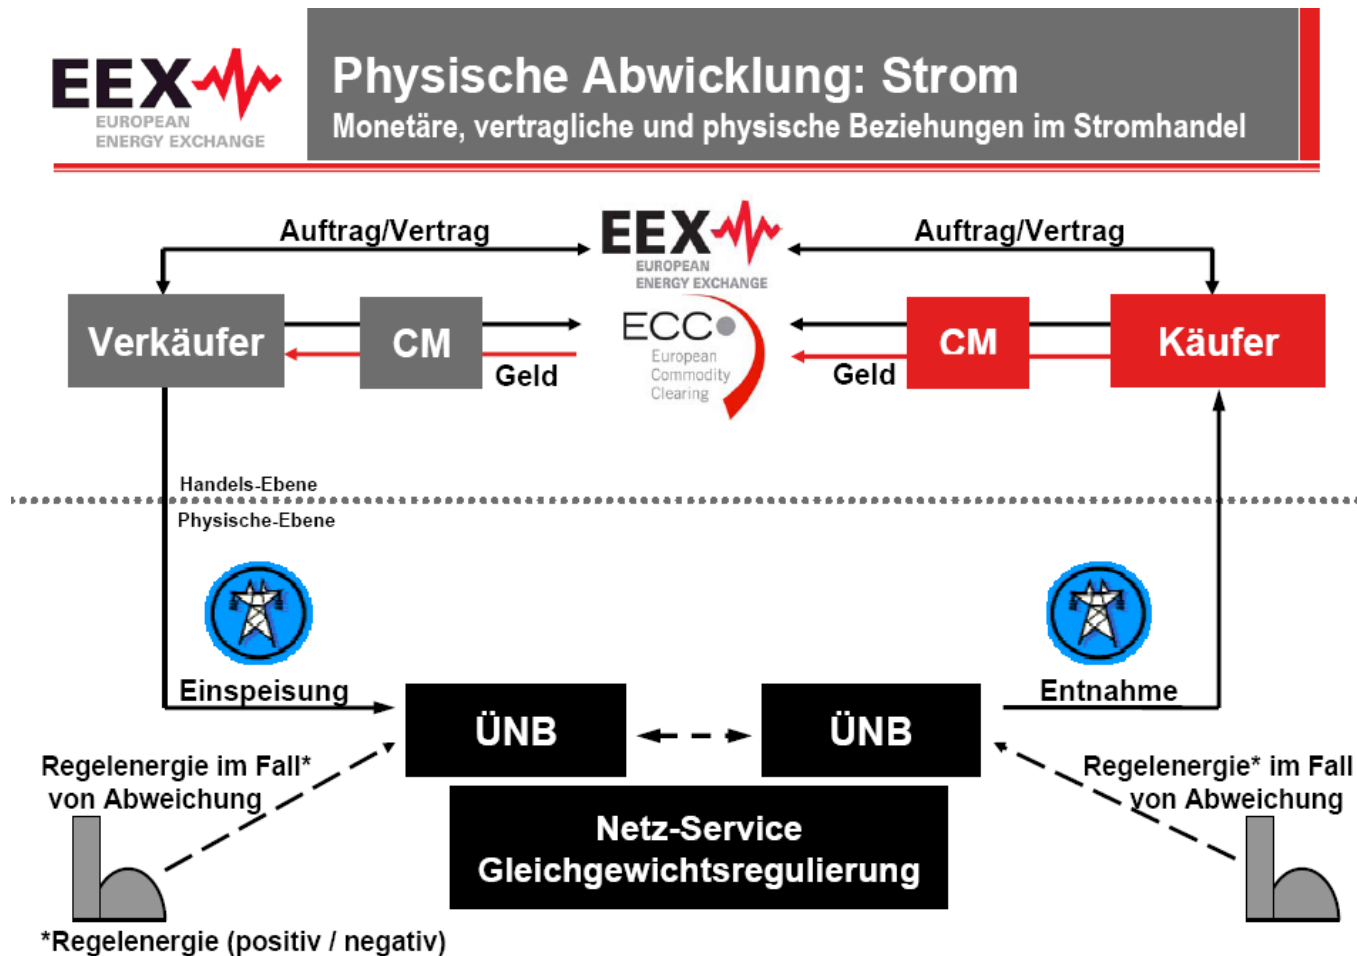 EEX
EUROPEAN
ENERGY EXCHANGE
Physische Abwicklung: Strom
Monetäre, vertragliche und physische Beziehungen im Stromhandel
Auftrag/Vertrag
EEX
EUROPEAN
ENERGY EXCHANGE
Auftrag/Vertrag
Verkäufer
CM
Geld
ECC
European
Commodity
Clearing
Geld
CM
Käufer
Handels-Ebene
Physische-Ebene
Einspeisung
Entnahme
ÜNB
ÜNB
Regelenergie im Fall*
von Abweichung
Regelenergie* im Fall
von Abweichung
Netz-Service
Gleichgewichtsregulierung
*Regelenergie (positiv / negativ)